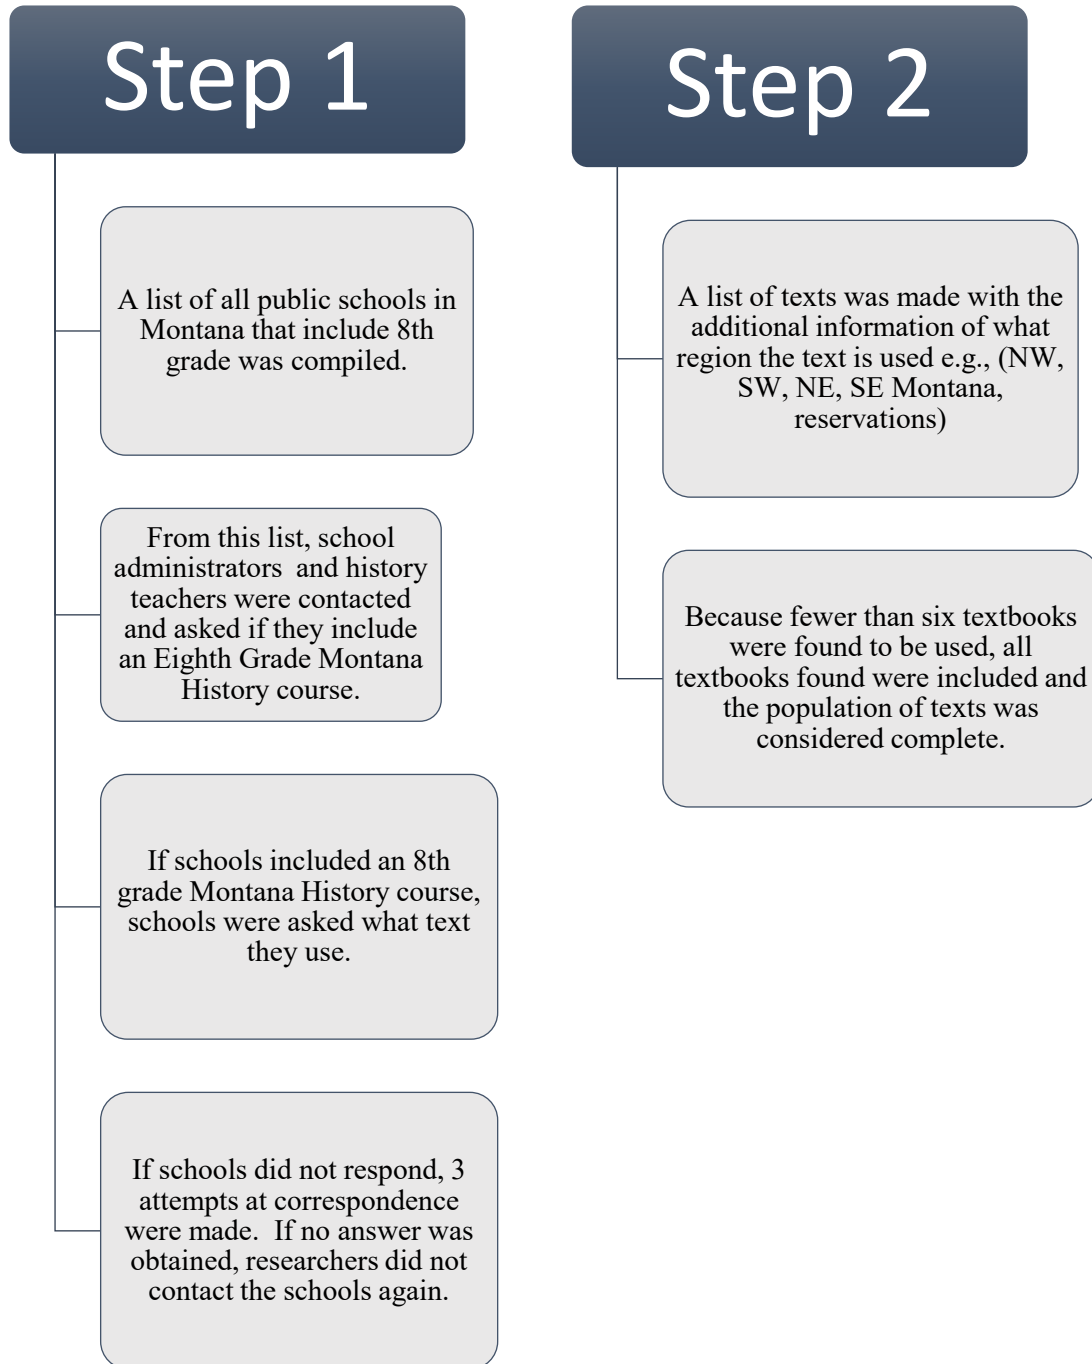 Step 1
A list of all public schools in
Montana that include 8th
grade was compiled.
From this list, school
administrators  and history
teachers were contacted
and asked if they include
an Eighth Grade Montana
History course.
If schools included an 8th
grade Montana History course,
schools were asked what text
they use.
If schools did not respond, 3
attempts at correspondence
were made.  If no answer was
obtained, researchers did not
contact the schools again.
Step 2
A list of texts was made with the
additional information of what
region the text is used e.g., (NW,
SW, NE, SE Montana,
reservations)
Because fewer than six textbooks
were found to be used, all
textbooks found were included and
the population of texts was
considered complete.